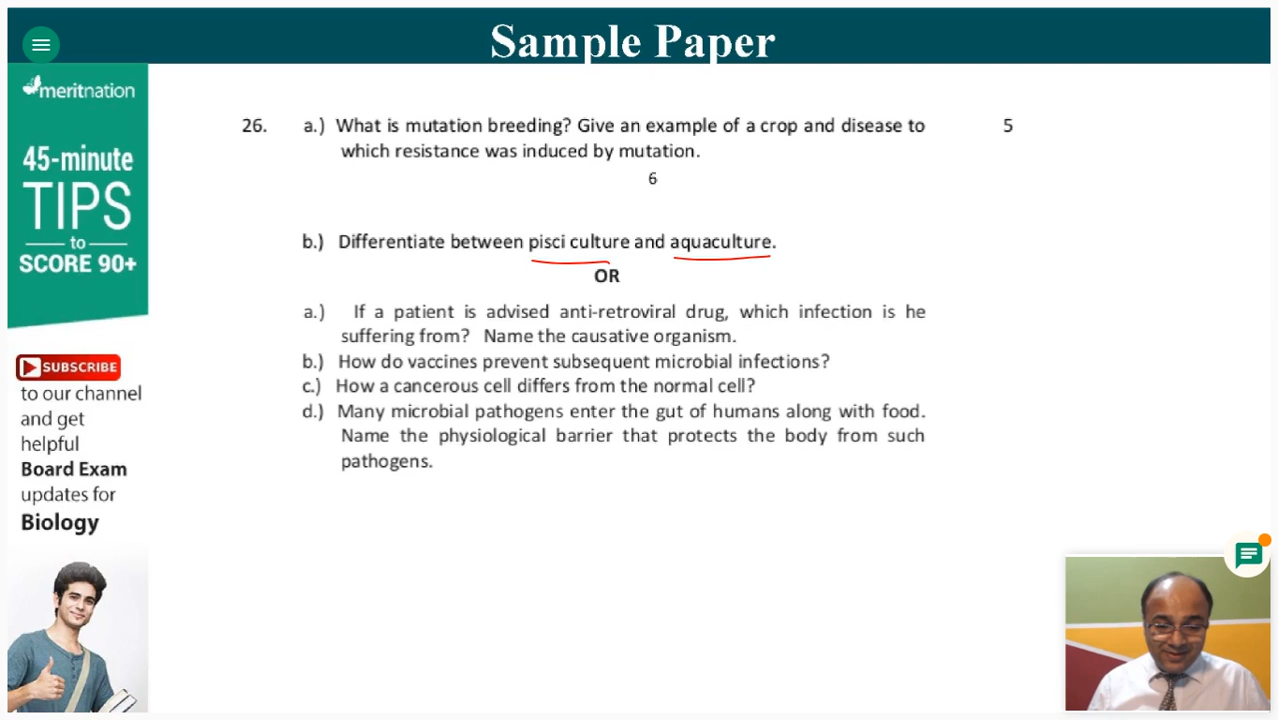 Sample Paper
meritnation
45-minute
TIPS
to
SCORE 90+
SUBSCRIBE
to our channel
and get
helpful
Board Exam
updates for
Biology
26. a.) What is mutation breeding? Give an example of a crop and disease to 5
which resistance was induced by mutation.
6
b.) Differentiate between pisci culture and aquaculture.
OR
a.) If a patient is advised anti-retroviral drug, which infection is he
suffering from? Name the causative organism.
b.) How do vaccines prevent subsequent microbial infections?
c.) How a cancerous cell differs from the normal cell?
d.) Many microbial pathogens enter the gut of humans along with food.
Name the physiological barrier that protects the body from such
pathogens.